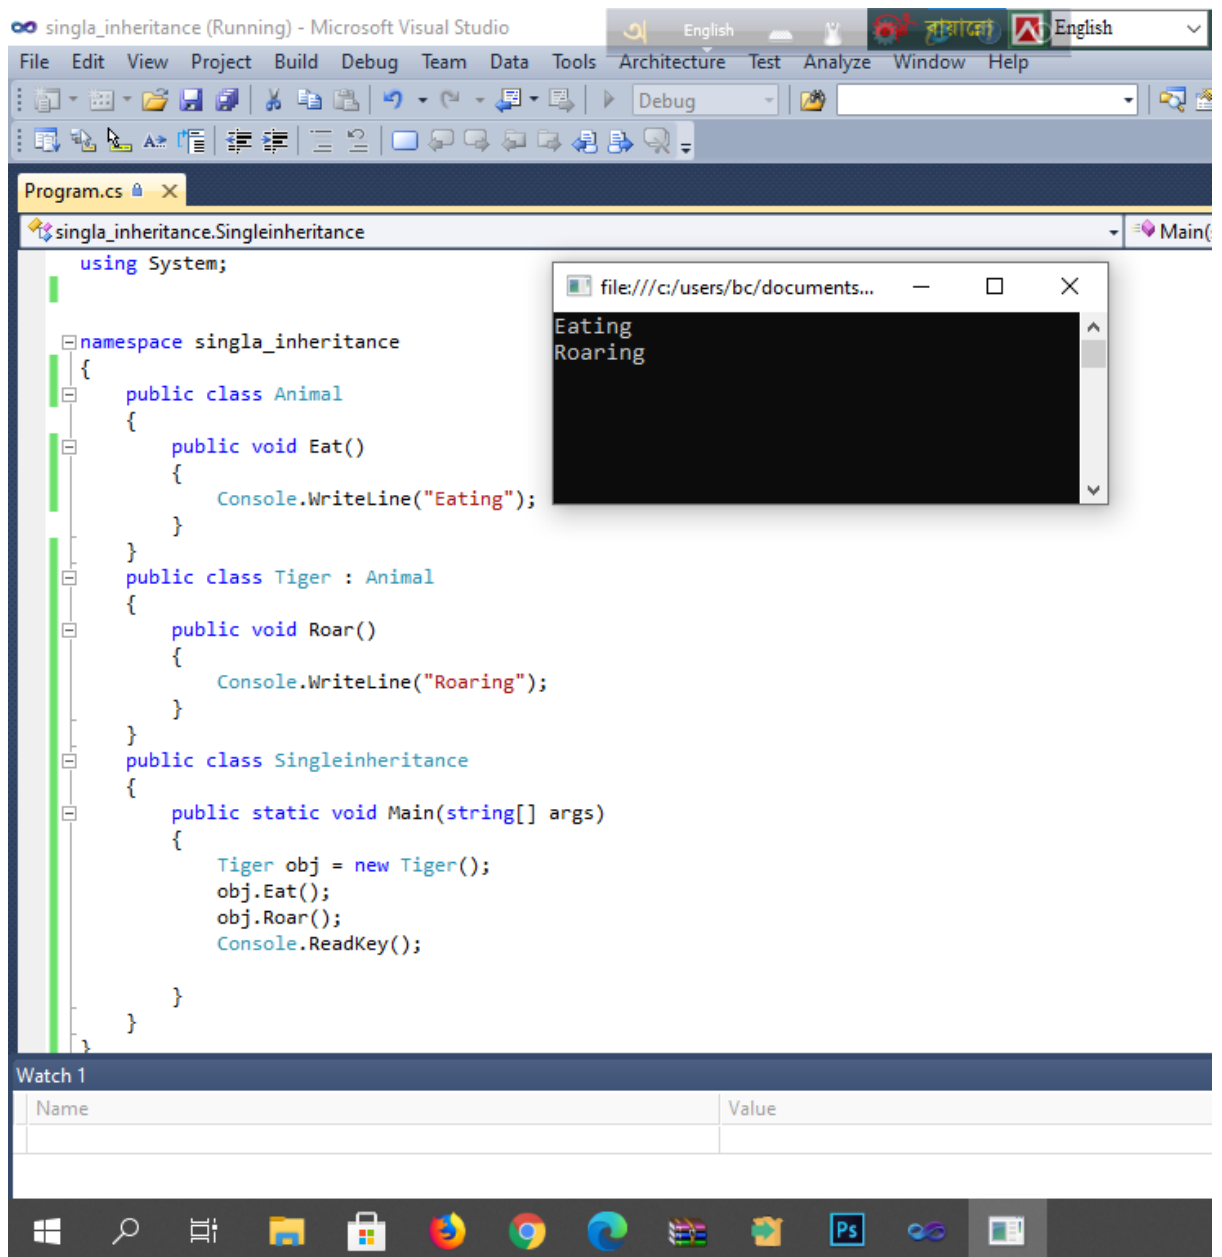 singla_inheritance (Running) - Microsoft Visual Studio
অ English
রায়ান্নো English
File Edit View Project Build Debug Team Data Tools Architecture Test Analyze Window Help
Debug
Program.cs
singla_inheritance.Singleinheritance
Main(
using System;
namespace singla_inheritance
{
public class Animal
{
public void Eat()
{
Console.WriteLine("Eating");
}
}
public class Tiger : Animal
{
public void Roar()
{
Console.WriteLine("Roaring");
}
}
public class Singleinheritance
{
public static void Main(string[] args)
{
Tiger obj = new Tiger();
obj.Eat();
obj.Roar();
Console.ReadKey();
}
}
}
file:///c:/users/bc/documents...
Eating
Roaring
Watch 1
Name Value
Ps